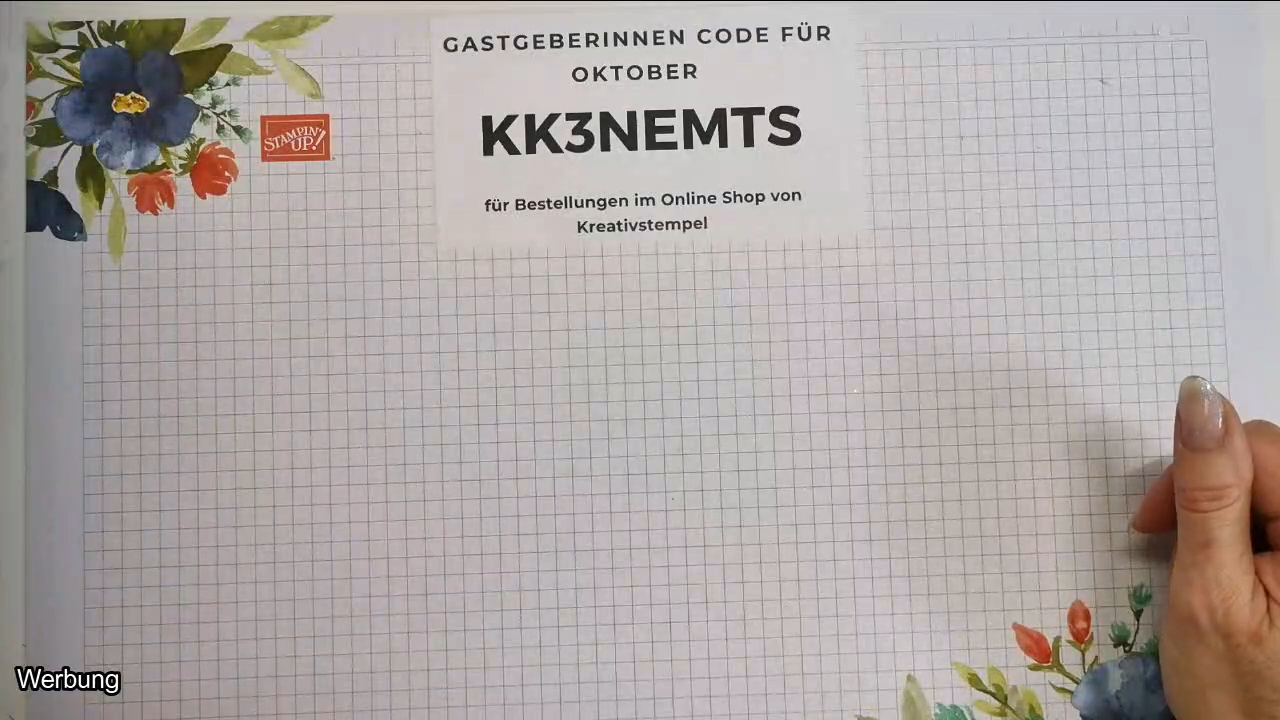 GASTGEBERINNEN CODE FÜR
OKTOBER
KK3NEMTS
für Bestellungen im Online Shop von
Kreativstempel
STAMPIN'
UP!
Werbung